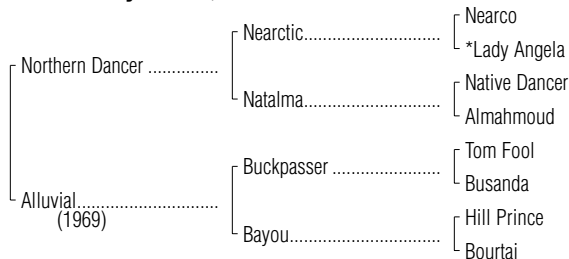 Nearco
Nearctic
*Lady Angela
Northern Dancer
Native Dancer
Natalma
Almahmoud
Tom Fool
Buckpasser
Busanda
Alluvial
(1969)
Hill Prince
Bayou
Bourtai